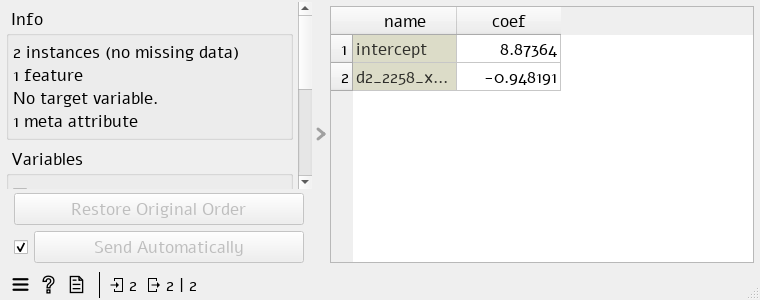 Info
2 instances (no missing data)
1 feature
No target variable.
1 meta attribute
Variables
Restore Original Order
Send Automatically
? 2 2 | 2
name coef
1 intercept 8.87364
2 d2_2258_x... -0.948191